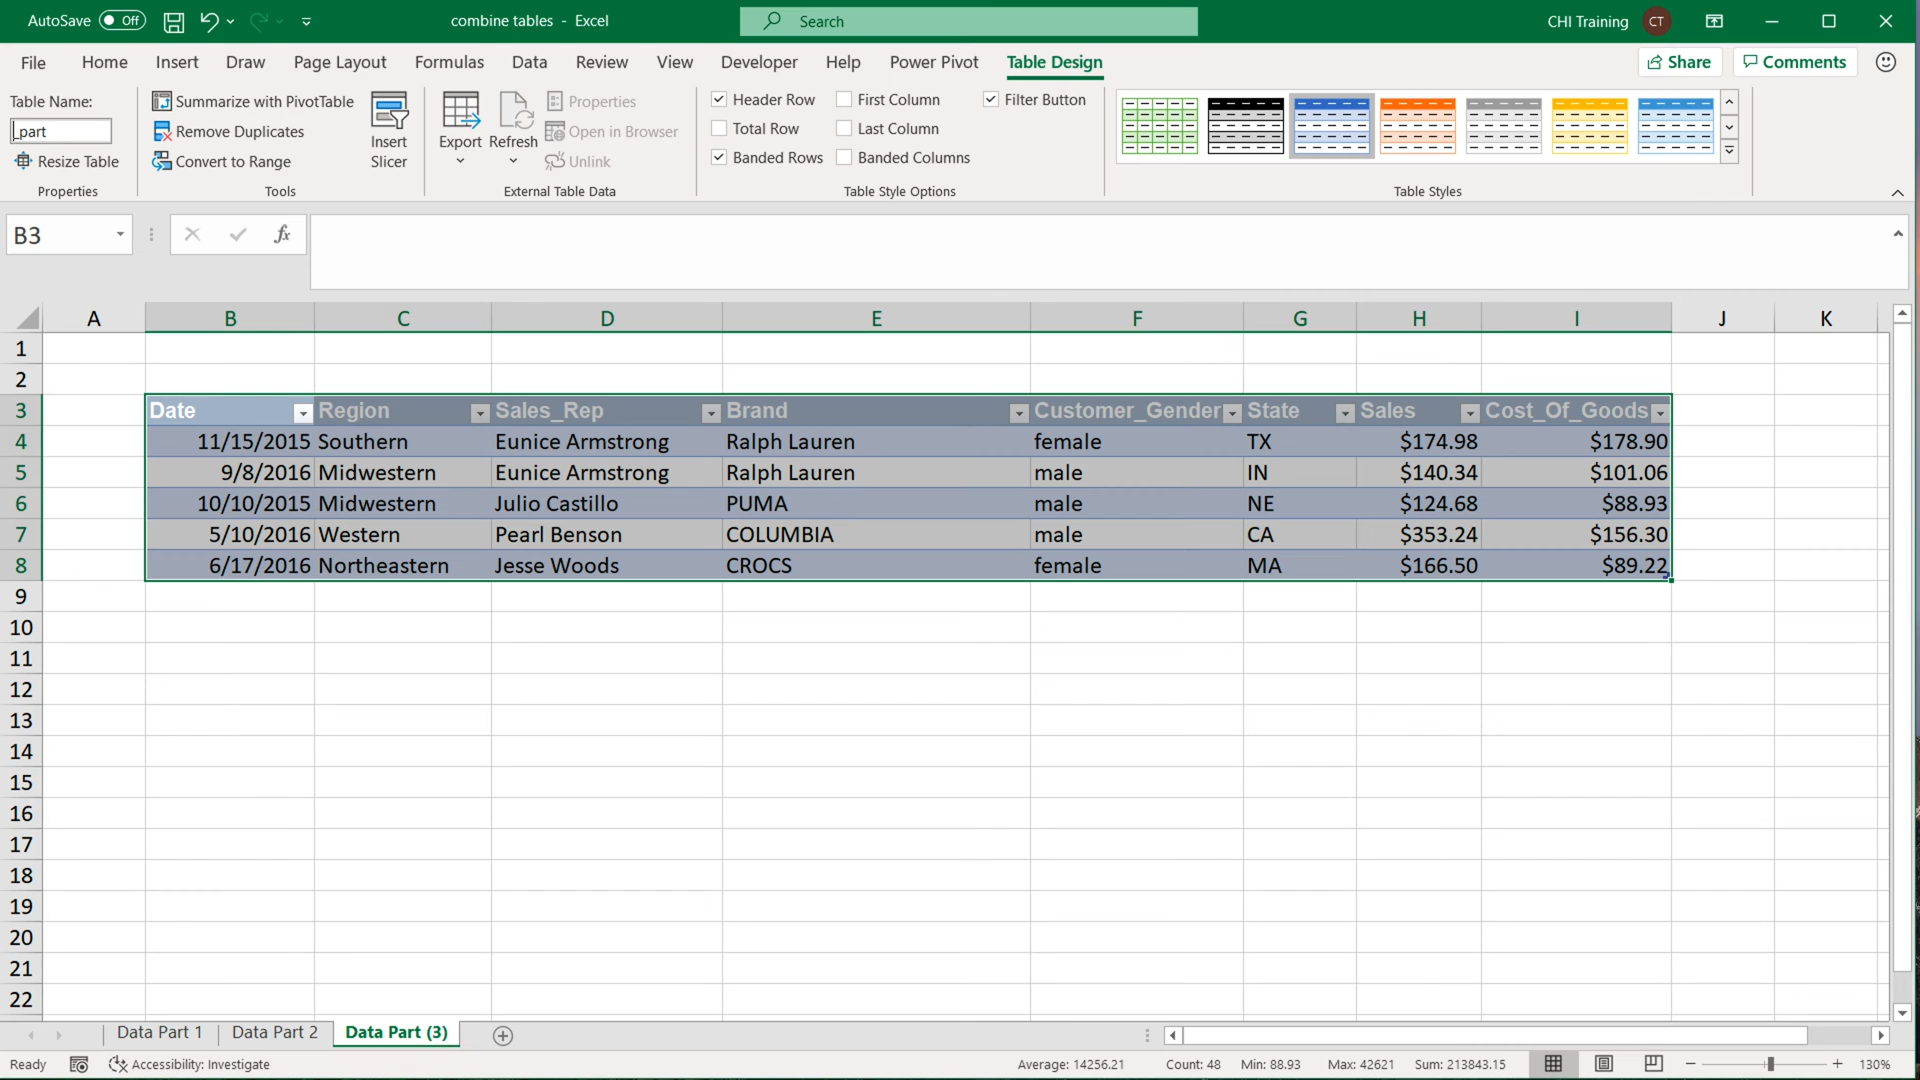 AutoSave Off combine tables - Excel Search CHI Training CT
File Home Insert Draw Page Layout Formulas Data Review View Developer Help Power Pivot Table Design Share Comments
Table Name:
_part
Resize Table
Properties
Summarize with PivotTable
Remove Duplicates
Convert to Range
Tools
Insert
Slicer
Export
Refresh
Properties
Open in Browser
Unlink
External Table Data
Header Row First Column Filter Button
Total Row Last Column
Banded Rows Banded Columns
Table Style Options
Table Styles
B3 fx
A B C D E F G H I J K
1
2
3 Date Region Sales_Rep Brand Customer_Gender State Sales Cost_Of_Goods
4 11/15/2015 Southern Eunice Armstrong Ralph Lauren female TX $174.98 $178.90
5 9/8/2016 Midwestern Eunice Armstrong Ralph Lauren male IN $140.34 $101.06
6 10/10/2015 Midwestern Julio Castillo PUMA male NE $124.68 $88.93
7 5/10/2016 Western Pearl Benson COLUMBIA male CA $353.24 $156.30
8 6/17/2016 Northeastern Jesse Woods CROCS female MA $166.50 $89.22
9
10
11
12
13
14
15
16
17
18
19
20
21
22
Data Part 1 Data Part 2 Data Part (3)
Ready Accessibility: Investigate Average: 14256.21 Count: 48 Min: 88.93 Max: 42621 Sum: 213843.15 130%